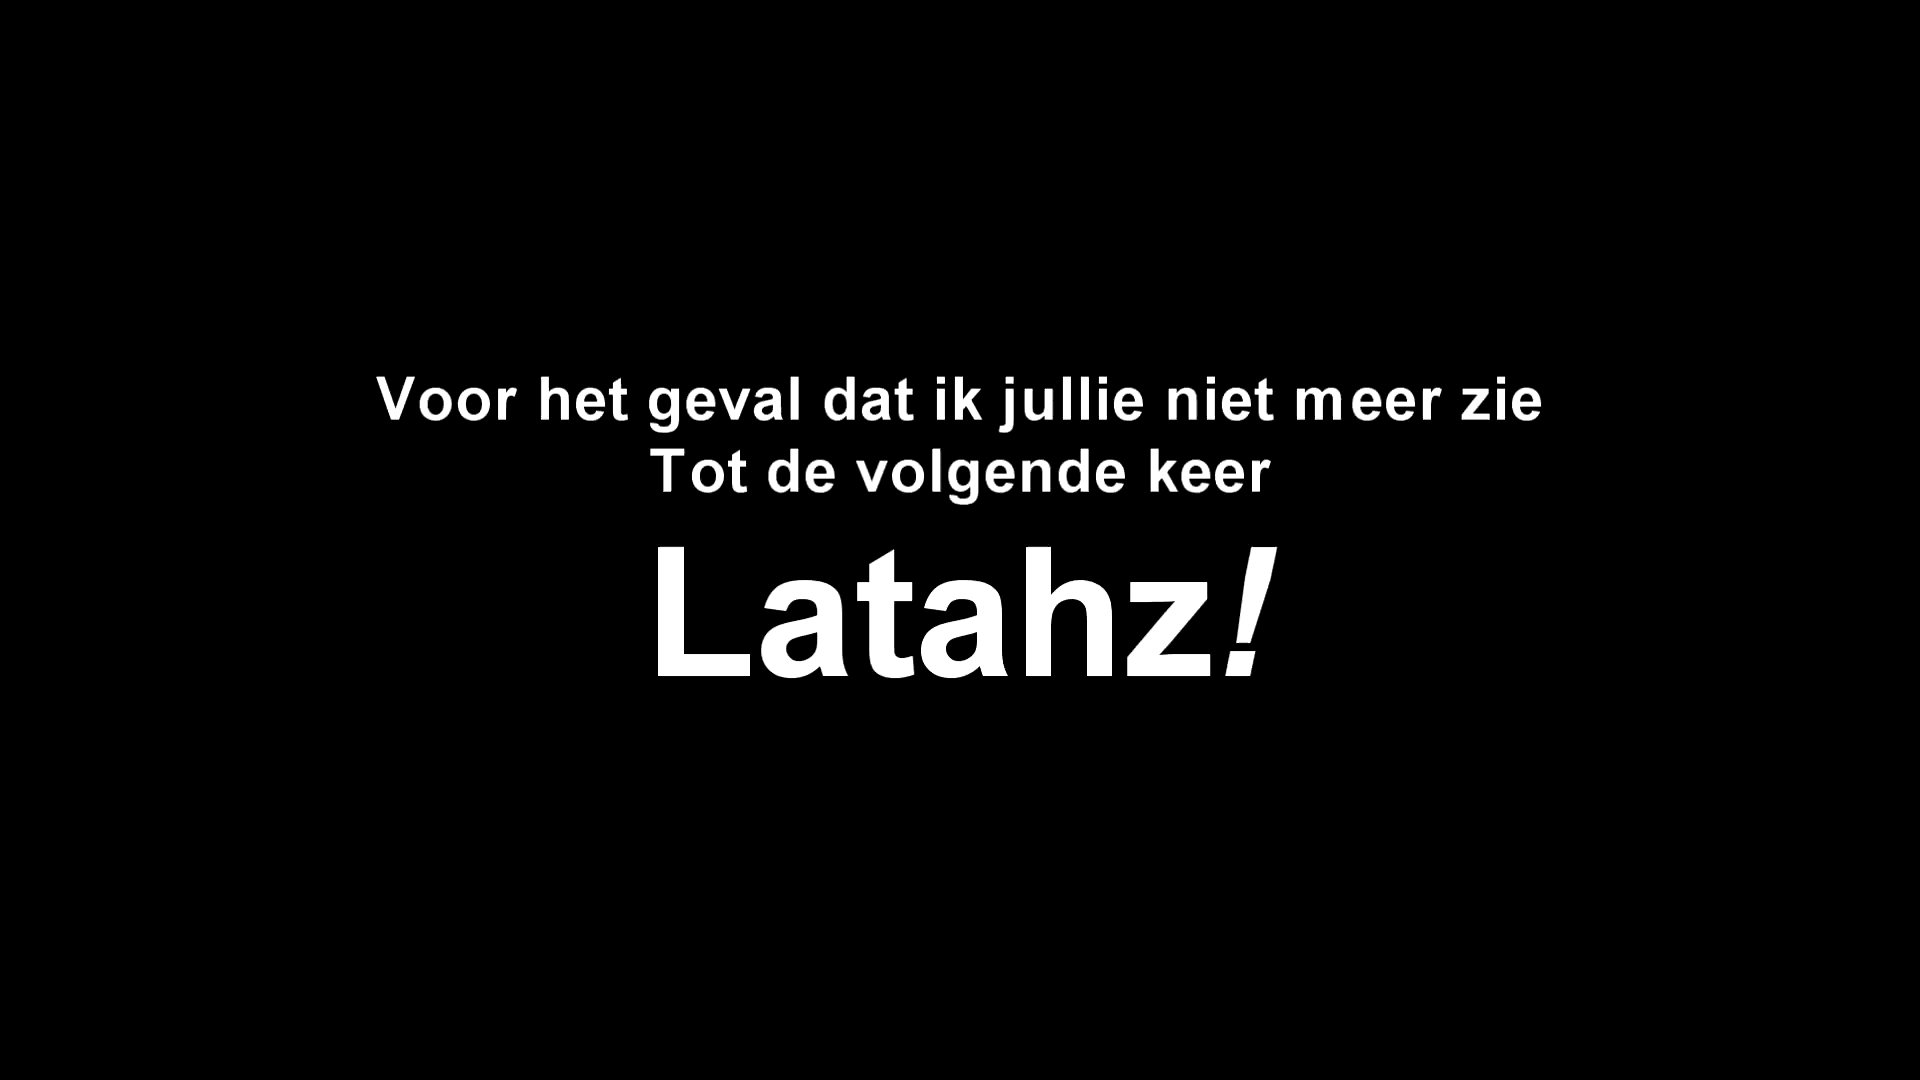 Voor het geval dat ik jullie niet meer zie
Tot de volgende keer
Latahz!